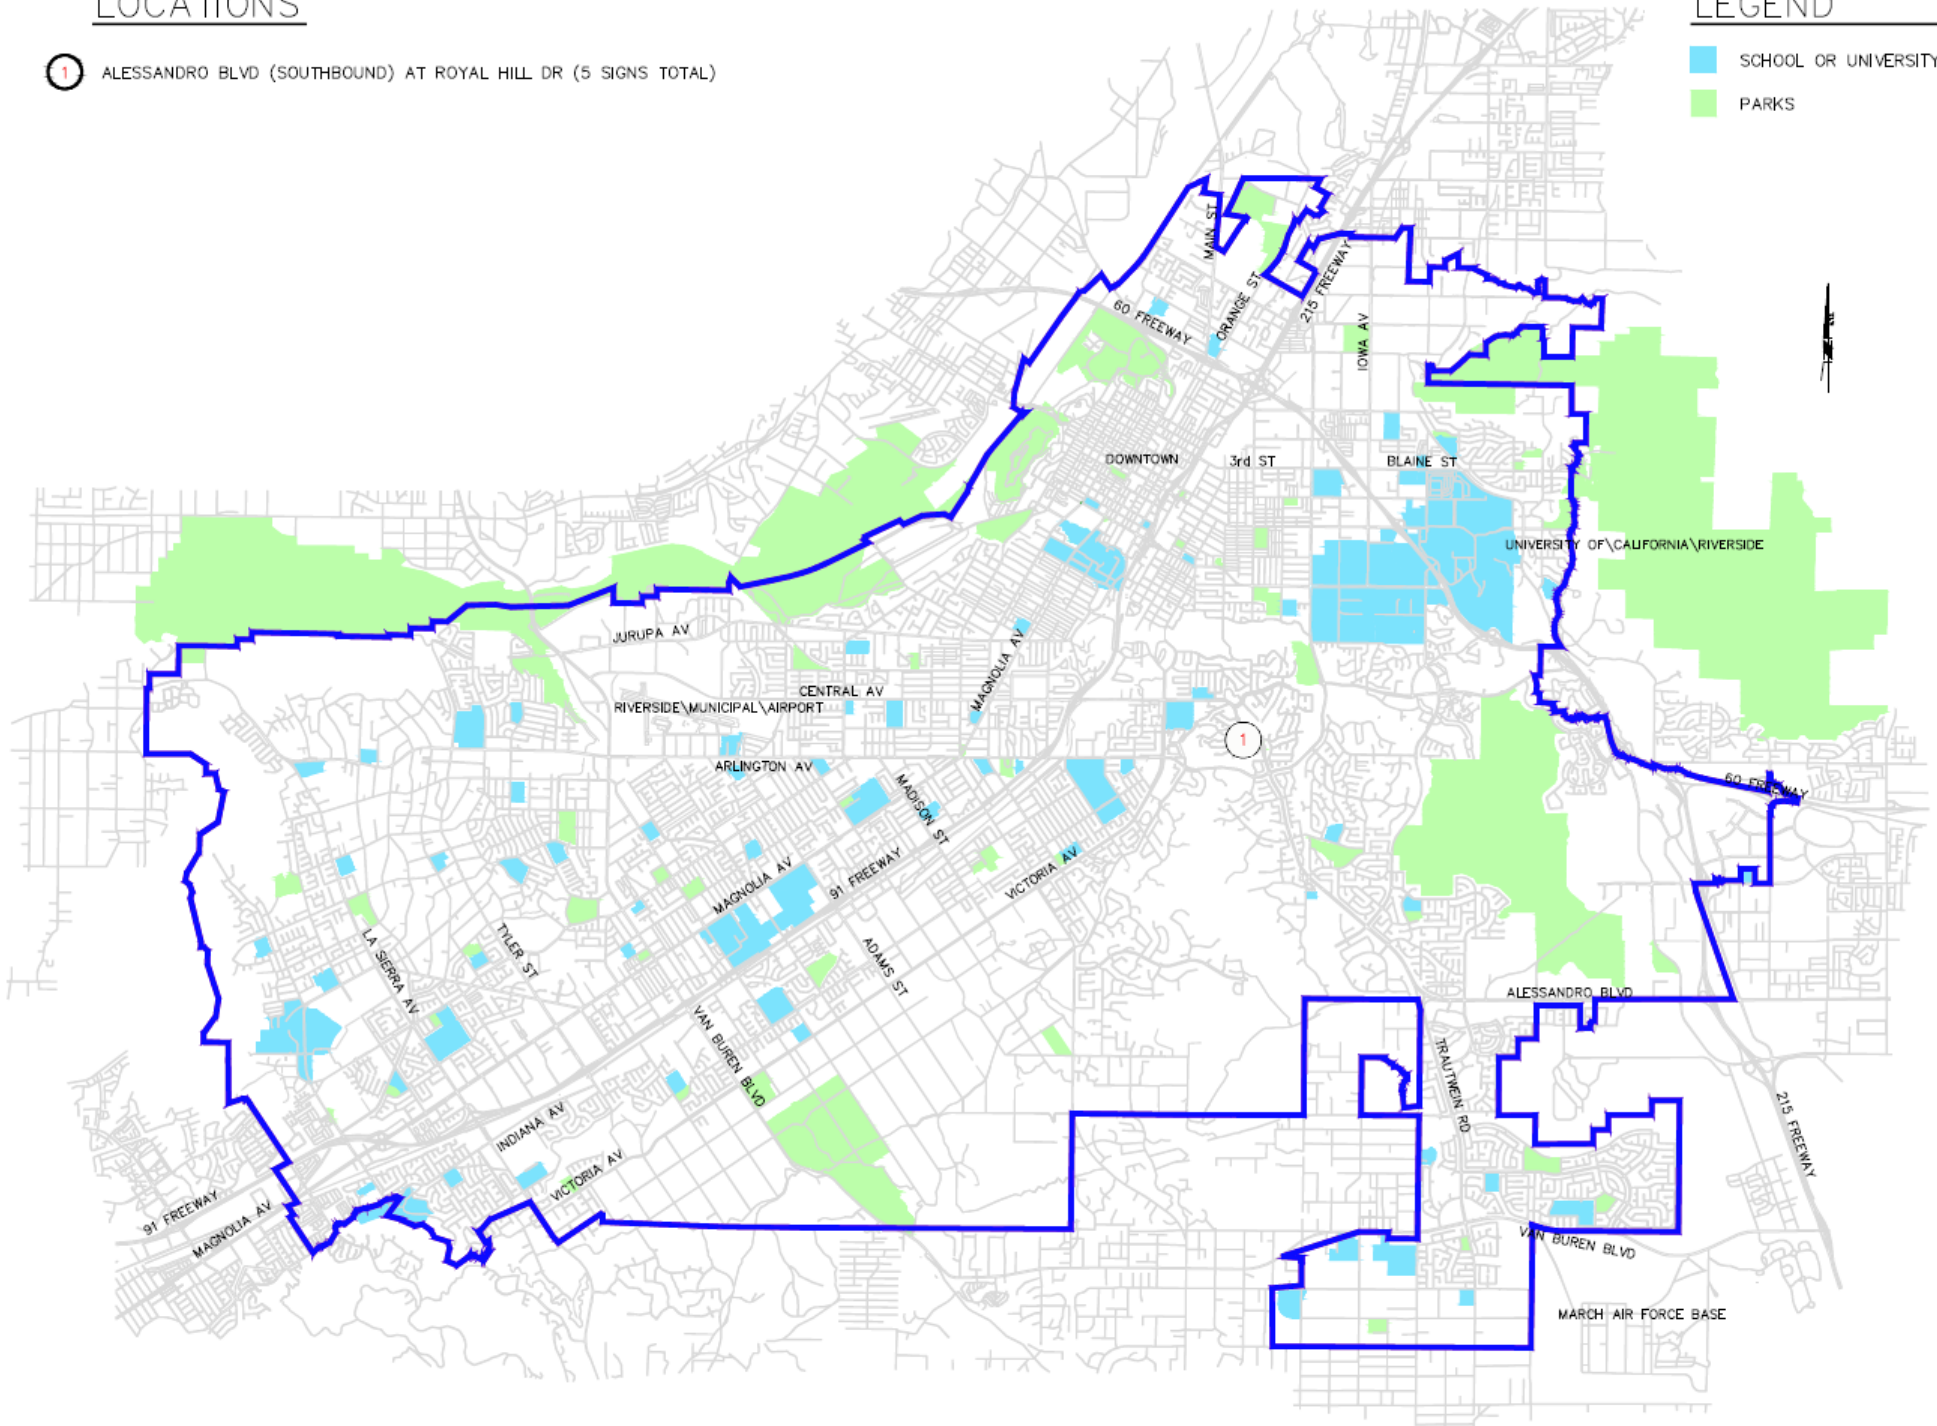 LOCATIONS
1 ALESSANDRO BLVD (SOUTHBOUND) AT ROYAL HILL DR (5 SIGNS TOTAL)
LEGEND
SCHOOL OR UNIVERSITY
PARKS
MAIN ST
ORANGE ST
215 FREEWAY
60 FREEWAY
IOWA AV
DOWNTOWN
3rd ST
BLAINE ST
UNIVERSITY OF\CALIFORNIA\RIVERSIDE
JURUPA AV
MAGNOLIA AV
CENTRAL AV
RIVERSIDE\MUNICIPAL\AIRPORT
1
ARLINGTON AV
MADISON ST
60 FREEWAY
MAGNOLIA AV
91 FREEWAY
VICTORIA AV
LA SIERRA AV
TYLER ST
ADAMS ST
ALESSANDRO BLVD
VAN BUREN BLVD
TRAUTWEIN RD
215 FREEWAY
INDIANA AV
VICTORIA AV
91 FREEWAY
MAGNOLIA AV
VAN BUREN BLVD
MARCH AIR FORCE BASE